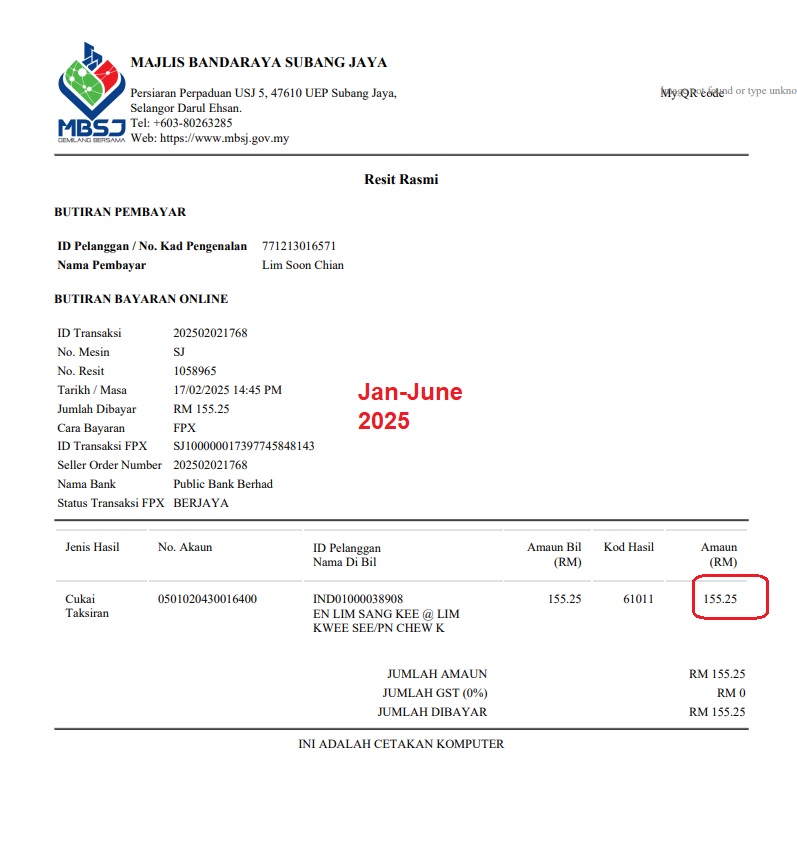 MAJLIS BANDARAYA SUBANG JAYA
Persiaran Perpaduan USJ 5, 47610 UEP Subang Jaya,
Selangor Darul Ehsan.
Tel: +603-80263285
Web: https://www.mbsj.gov.my
MBSJ
GEMILANG BERSAMA
My QR code
found or type unkno
Resit Rasmi
BUTIRAN PEMBAYAR
ID Pelanggan / No. Kad Pengenalan 771213016571
Nama Pembayar Lim Soon Chian
BUTIRAN BAYARAN ONLINE
ID Transaksi 202502021768
No. Mesin SJ
No. Resit 1058965
Tarikh / Masa 17/02/2025 14:45 PM
Jumlah Dibayar RM 155.25
Cara Bayaran FPX
ID Transaksi FPX SJ100000017397745848143
Seller Order Number 202502021768
Nama Bank Public Bank Berhad
Status Transaksi FPX BERJAYA
Jan-June
2025
Jenis Hasil No. Akaun ID Pelanggan Amaun Bil Kod Hasil Amaun
Nama Di Bil (RM) (RM)
Cukai 0501020430016400 IND01000038908 155.25 61011 155.25
Taksiran EN LIM SANG KEE @ LIM
KWEE SEE/PN CHEW K
JUMLAH AMAUN RM 155.25
JUMLAH GST (0%) RM 0
JUMLAH DIBAYAR RM 155.25
INI ADALAH CETAKAN KOMPUTER